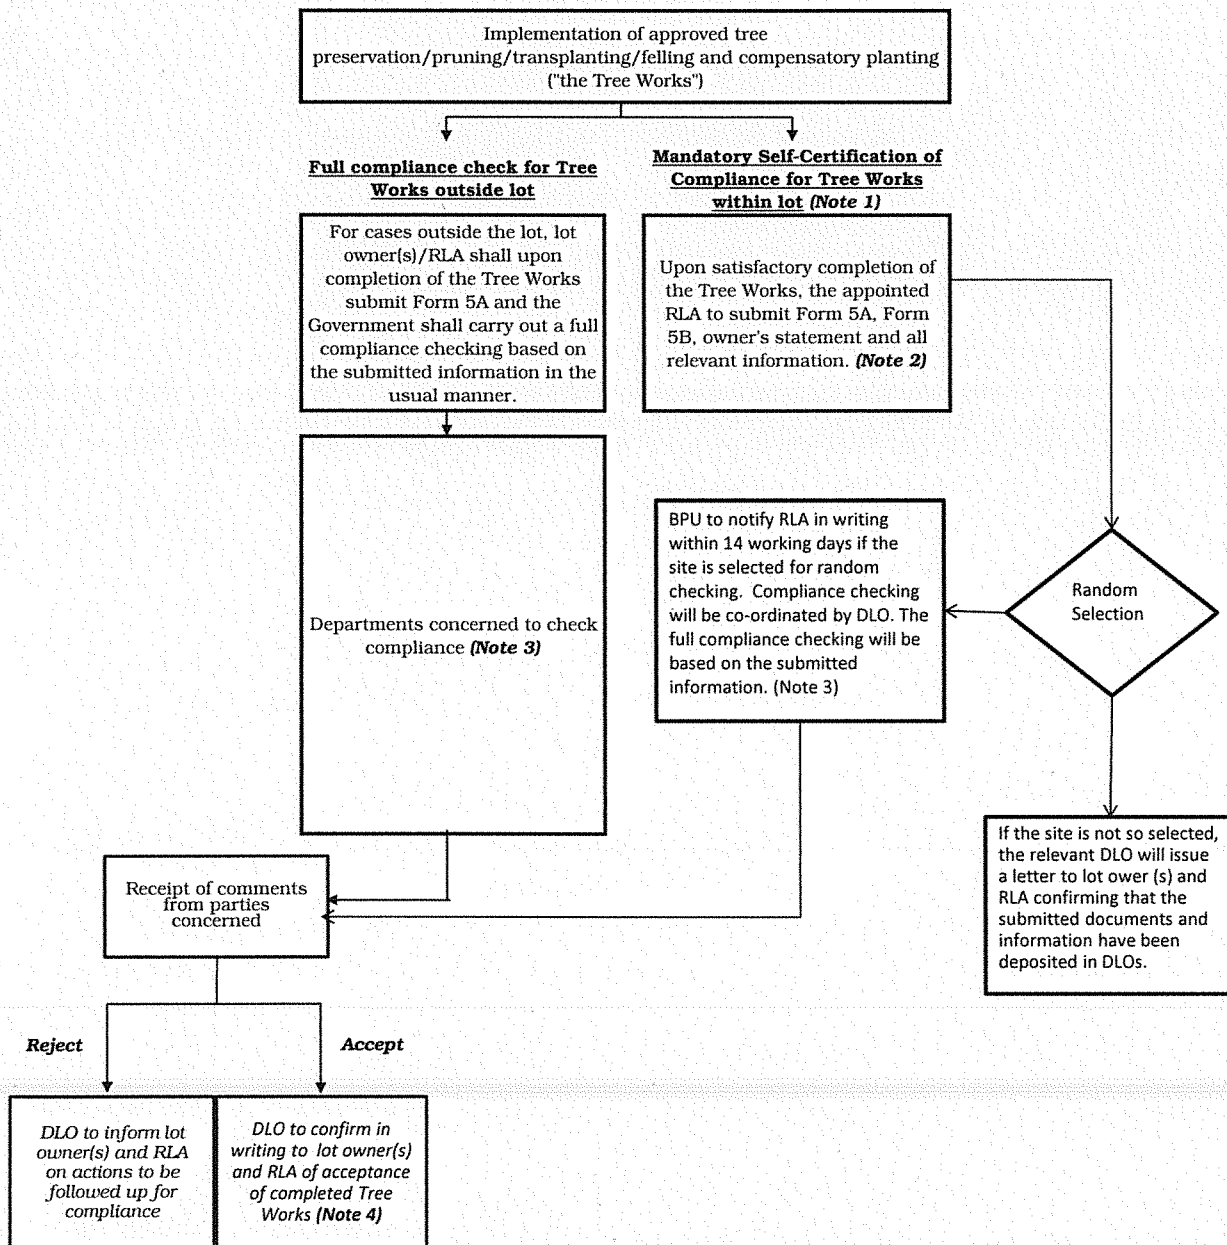 Implementation of approved tree
preservation/pruning/transplanting/felling and compensatory planting
("the Tree Works")
Full compliance check for Tree
Works outside lot
For cases outside the lot, lot
owner(s)/RLA shall upon
completion of the Tree Works
submit Form 5A and the
Government shall carry out a full
compliance checking based on
the submitted information in the
usual manner.
Departments concerned to check
compliance (Note 3)
Mandatory Self-Certification of
Compliance for Tree Works
within lot (Note 1)
Upon satisfactory completion of
the Tree Works, the appointed
RLA to submit Form 5A, Form
5B, owner's statement and all
relevant information. (Note 2)
Random
Selection
BPU to notify RLA in writing
within 14 working days if the
site is selected for random
checking.  Compliance checking
will be co-ordinated by DLO. The
full compliance checking will be
based on the submitted
information. (Note 3)
If the site is not so selected,
the relevant DLO will issue
a letter to lot ower (s) and
RLA confirming that the
submitted documents and
information have been
deposited in DLOs.
Receipt of comments
from parties
concerned
Reject
Accept
DLO to inform lot
owner(s) and RLA
on actions to be
followed up for
compliance
DLO to confirm in
writing to lot owner(s)
and RLA of acceptance
of completed Tree
Works (Note 4)